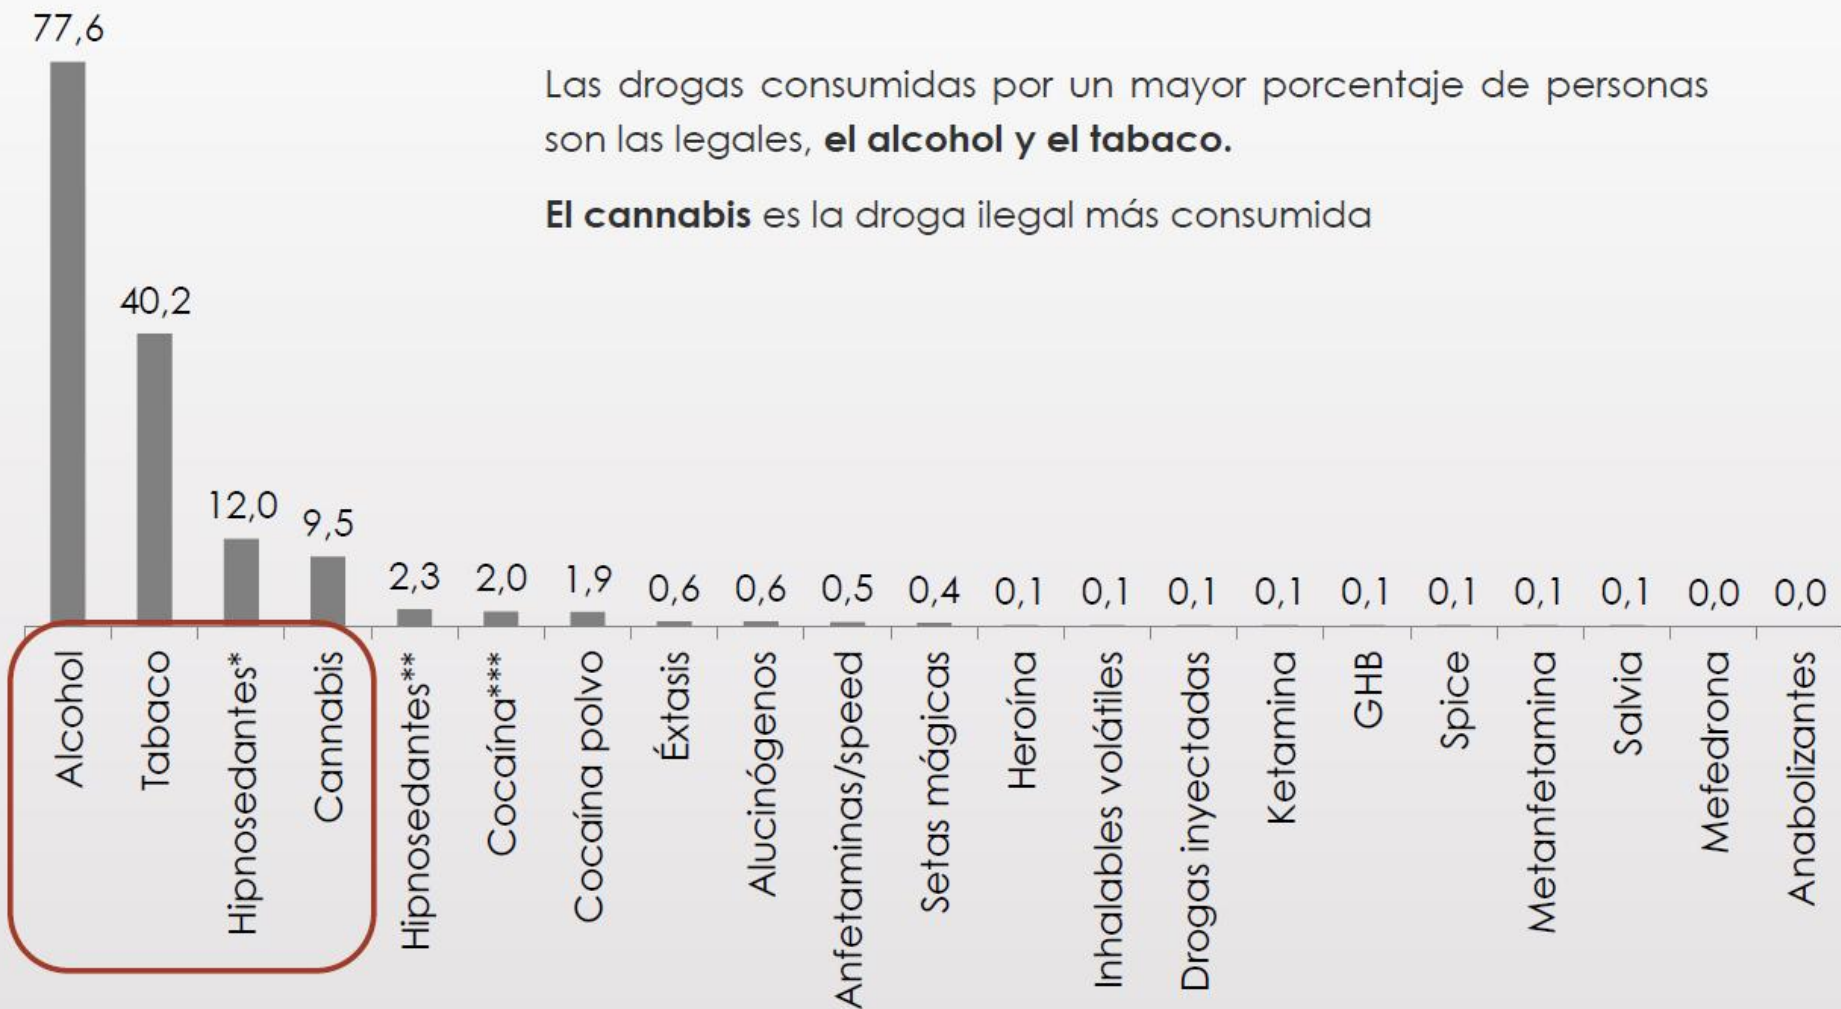 77,6
Las drogas consumidas por un mayor porcentaje de personas
son las legales, el alcohol y el tabaco.
El cannabis es la droga ilegal más consumida
40,2
12,0
9,5
2,3
2,0
1,9
0,6
0,6
0,5
0,4
0,1
0,1
0,1
0,1
0,1
0,1
0,1
0,1
0,0
0,0
Alcohol
Tabaco
Hipnosedantes*
Cannabis
Hipnosedantes**
Cocaína***
Cocaína polvo
Éxtasis
Alucinógenos
Anfetaminas/speed
Setas mágicas
Heroína
Inhalables volátiles
Drogas inyectadas
Ketamina
GHB
Spice
Metanfetamina
Salvia
Mefedrona
Anabolizantes